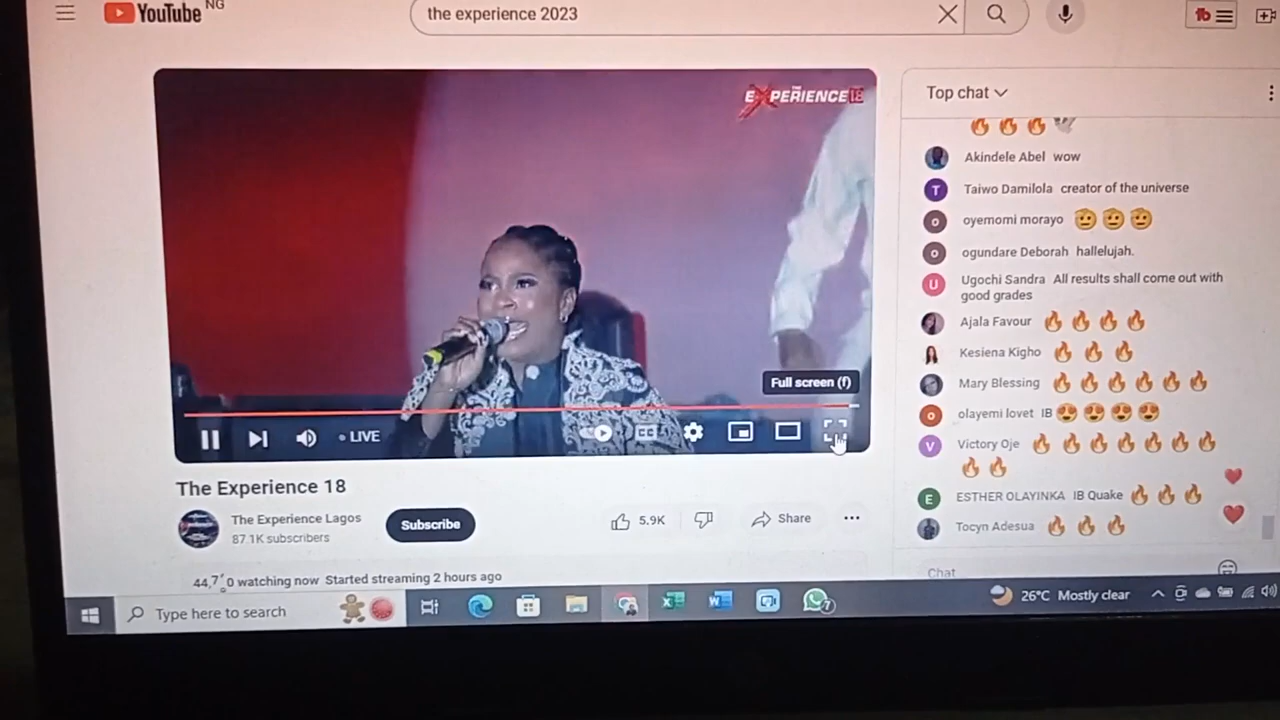 YouTube NG
the experience 2023
THE EXPERIENCE 18
Full screen (f)
LIVE
CC
The Experience 18
The Experience Lagos
87.1K subscribers
Subscribe
5.9K
Share
watching now Started streaming 2 hours ago
Top chat
Akindele Abel wow
T
Taiwo Damilola creator of the universe
o
oyemomi morayo
o
ogundare Deborah hallelujah.
U
Ugochi Sandra All results shall come out with
good grades
Ajala Favour
Kesiena Kigho
Mary Blessing
o
olayemi lovet IB
V
Victory Oje
E
ESTHER OLAYINKA IB Quake
Tocyn Adesua
Chat
Type here to search
7
26°C Mostly clear